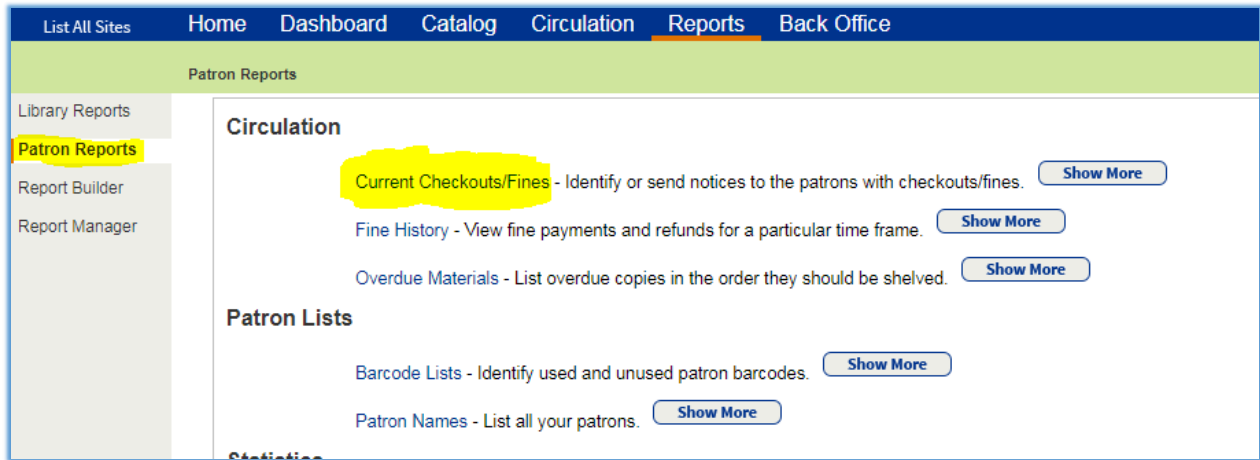 List All Sites Home Dashboard Catalog Circulation Reports Back Office
Patron Reports
Library Reports
Patron Reports
Report Builder
Report Manager
Circulation
Current Checkouts/Fines - Identify or send notices to the patrons with checkouts/fines. Show More
Fine History - View fine payments and refunds for a particular time frame. Show More
Overdue Materials - List overdue copies in the order they should be shelved. Show More
Patron Lists
Barcode Lists - Identify used and unused patron barcodes. Show More
Patron Names - List all your patrons. Show More
Statistics